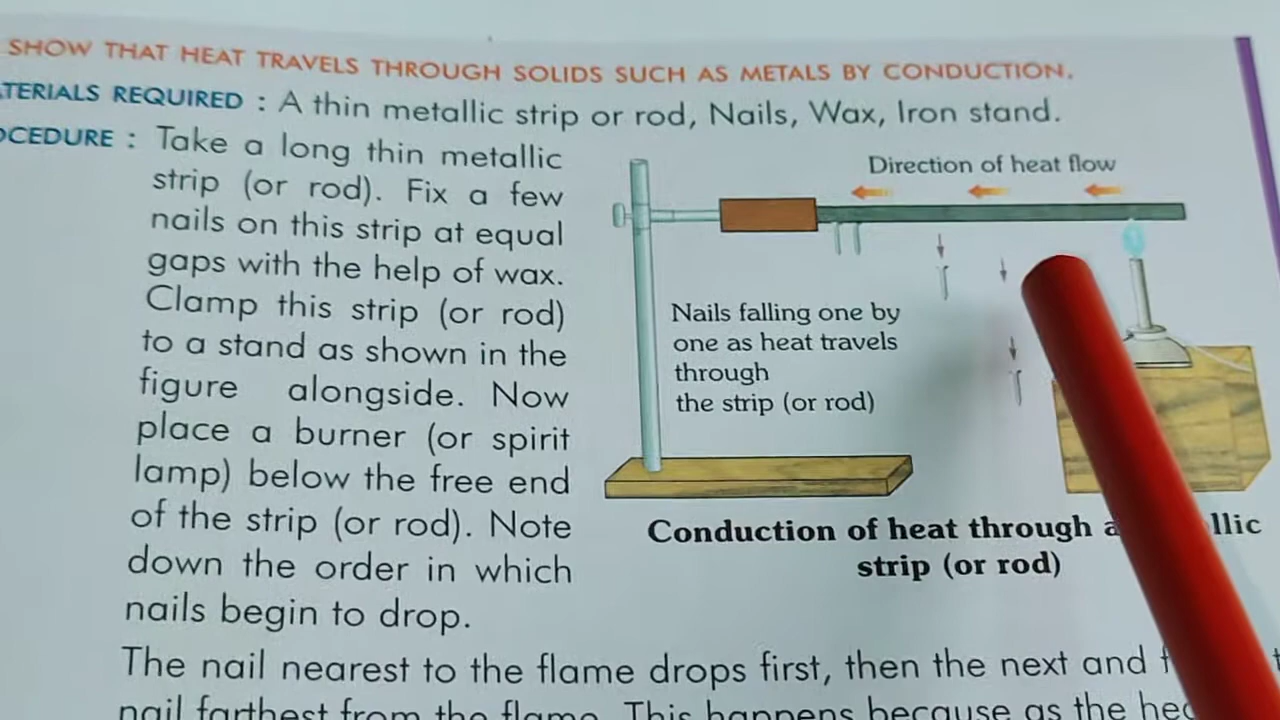 SHOW THAT HEAT TRAVELS THROUGH SOLIDS SUCH AS METALS BY CONDUCTION.
TERIALS REQUIRED : A thin metallic strip or rod, Nails, Wax, Iron stand.
OCEDURE : Take a long thin metallic
strip (or rod). Fix a few
nails on this strip at equal
gaps with the help of wax.
Clamp this strip (or rod)
to a stand as shown in the
figure alongside. Now
place a burner (or spirit
lamp) below the free end
of the strip (or rod). Note
down the order in which
nails begin to drop.
Direction of heat flow
Nails falling one by
one as heat travels
through
the strip (or rod)
Conduction of heat through a llic
strip (or rod)
The nail nearest to the flame drops first, then the next and
nail farthest from the flame. This happens because as the